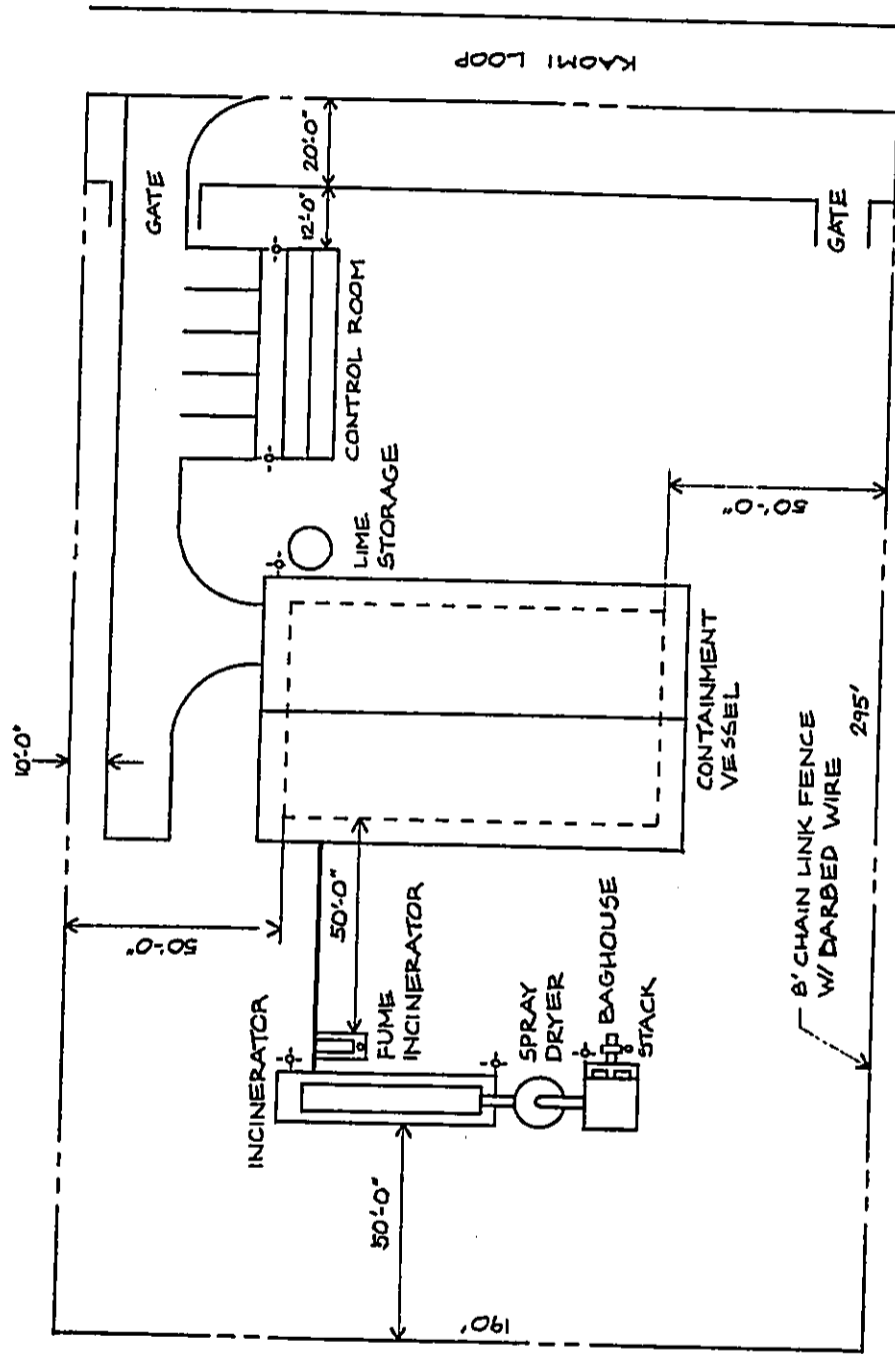 KAOMI LOOP
GATE
20'-0"
12'-0"
CONTROL ROOM
GATE
LIME
STORAGE
50'-0"
10'-0"
CONTAINMENT
VESSEL
295'
8' CHAIN LINK FENCE
W/ DARBED WIRE
50'-0"
50'-0"
INCINERATOR
FUME
INCINERATOR
SPRAY
DRYER
BAGHOUSE
STACK
50'-0"
190'